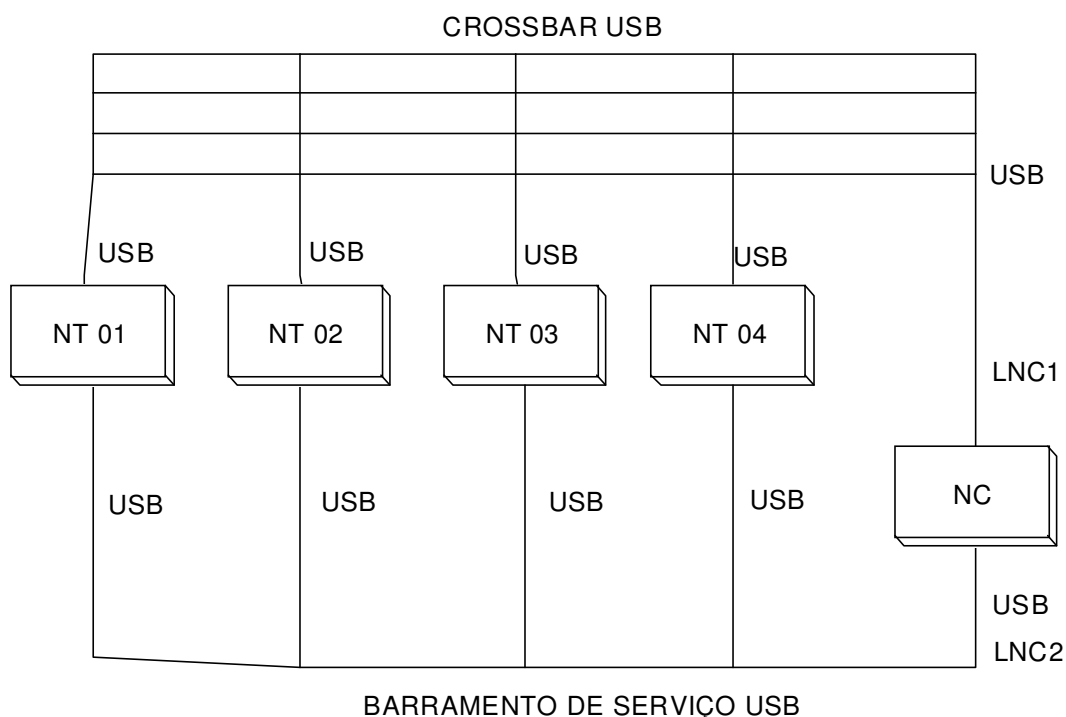 CROSSBAR USB
USB
USB
USB
USB
USB
NT 01
NT 02
NT 03
NT 04
LNC1
USB
USB
USB
USB
NC
USB
LNC2
BARRAMENTO DE SERVIÇO USB